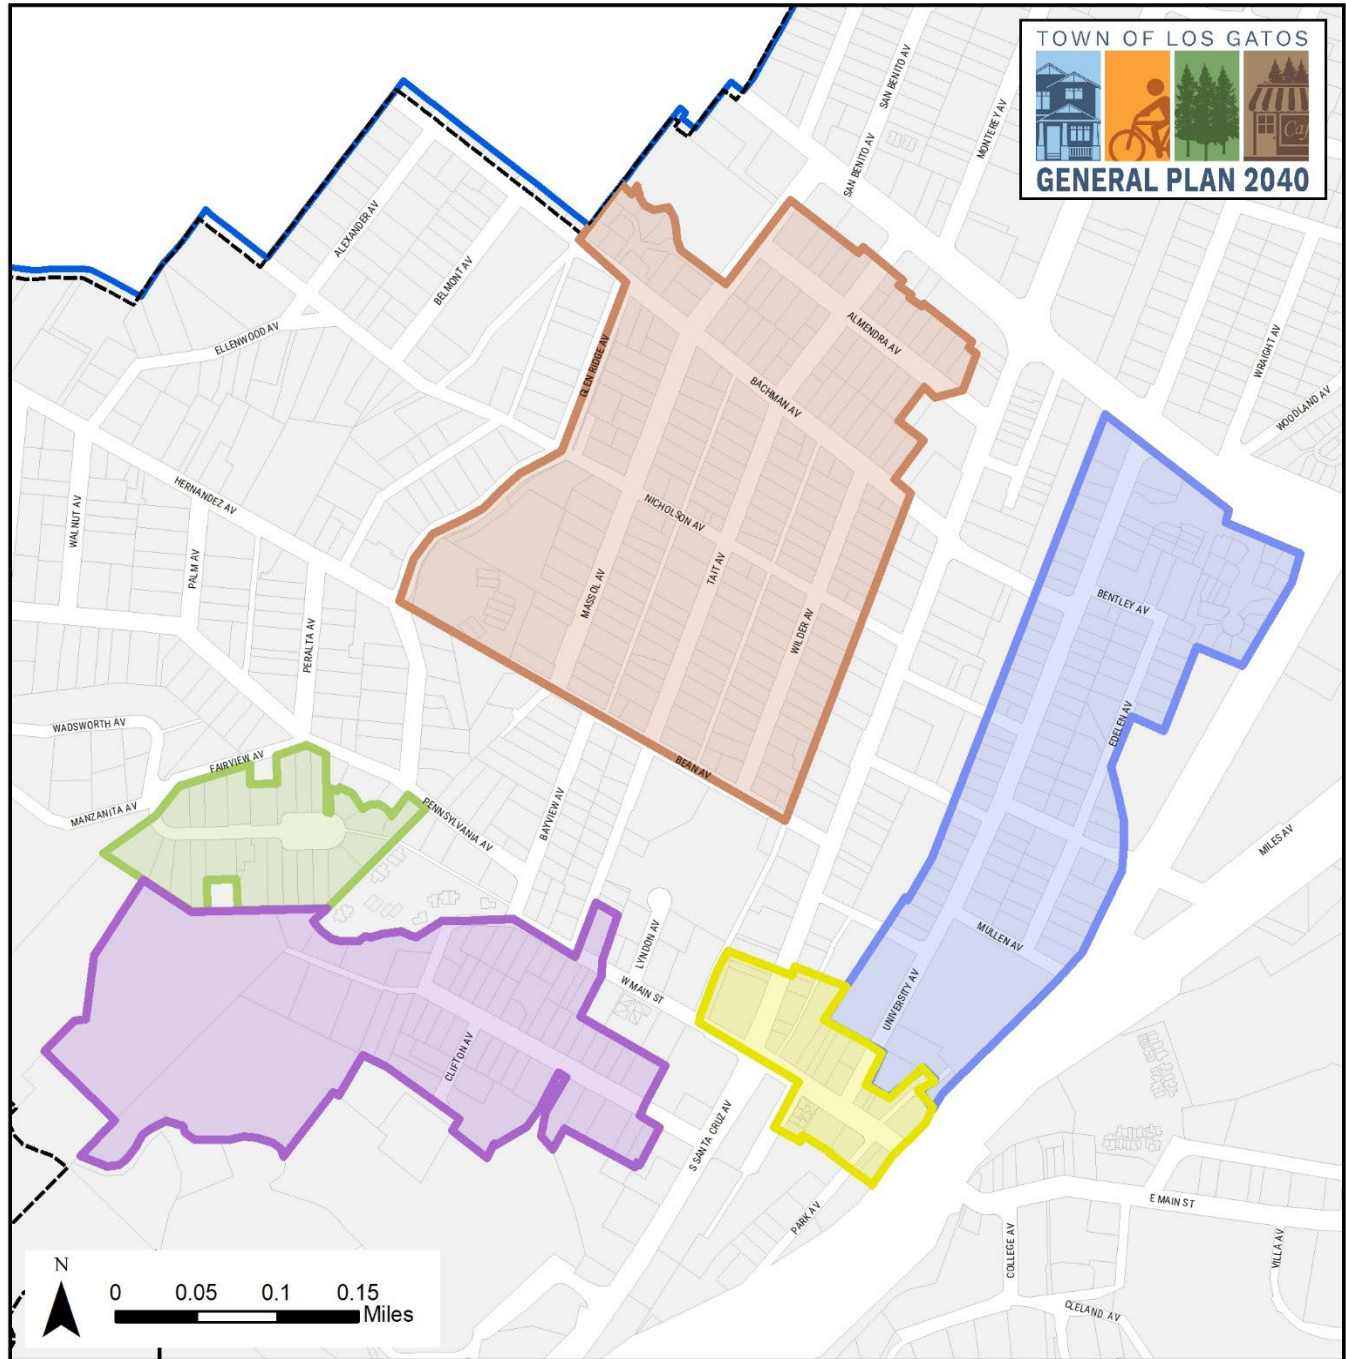 TOWN OF LOS GATOS
Caf
GENERAL PLAN 2040
SAN BENITO AV
SAN BENITO AV
MONTEREY AV
ALEXANDER AV
BELMONT AV
ELLENWOOD AV
GLEN RIDGE AV
ALMENDRA AV
BACHMAN AV
WRAIGHT AV
WOODLAND AV
HERNANDEZ AV
WALNUT AV
PALM AV
PERALTA AV
NICHOLSON AV
MASSOL AV
TAIT AV
WILDER AV
BENTLEY AV
EDELEN AV
WADSWORTH AV
FAIRVIEW AV
MANZANITA AV
PENNSYLVANIA AV
BAYVIEW AV
BEAN AV
MILES AV
LYNDON AV
W MAIN ST
MULLEN AV
UNIVERSITY AV
CLIFTON AV
S SANTA CRUZ AV
PARK AV
E MAIN ST
COLLEGE AV
VILLA AV
CLELAND AV
N
0 0.05 0.1 0.15
Miles